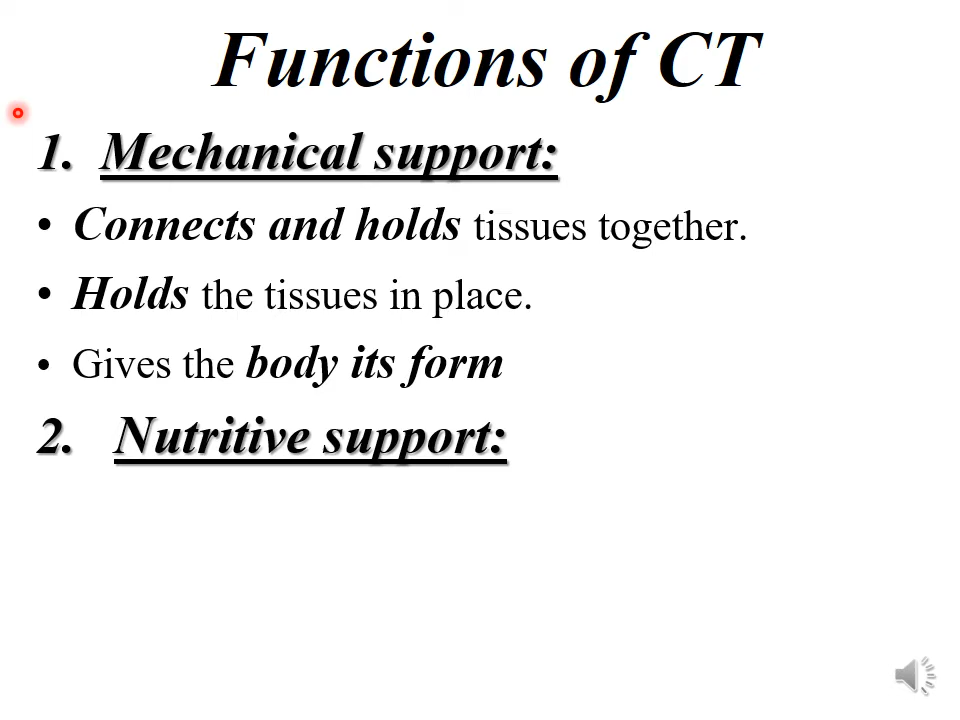 Functions of CT
1. Mechanical support:
• Connects and holds tissues together.
• Holds the tissues in place.
• Gives the body its form
2. Nutritive support: